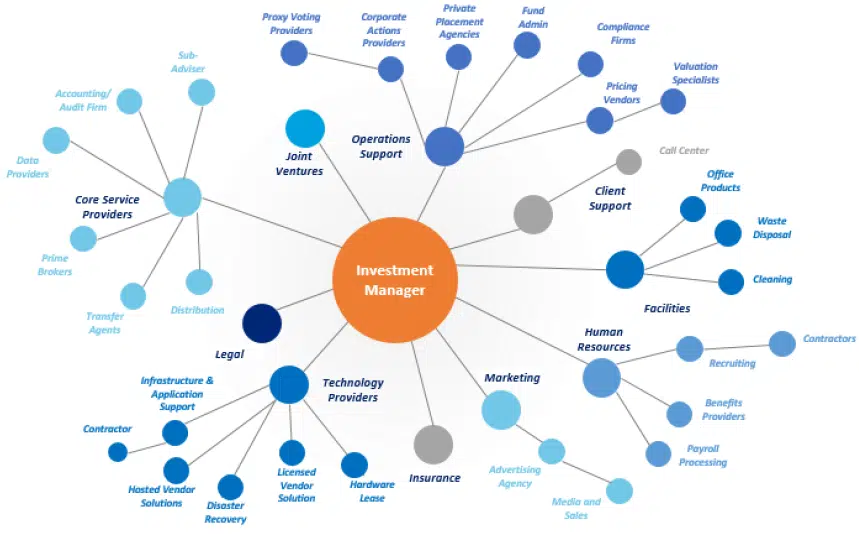 Proxy Voting
Providers
Corporate
Actions
Providers
Private
Placement
Agencies
Fund
Admin
Compliance
Firms
Valuation
Specialists
Pricing
Vendors
Operations
Support
Joint
Ventures
Sub-
Adviser
Accounting/
Audit Firm
Data
Providers
Core Service
Providers
Prime
Brokers
Transfer
Agents
Distribution
Call Center
Client
Support
Office
Products
Waste
Disposal
Cleaning
Facilities
Investment
Manager
Legal
Human
Resources
Contractors
Recruiting
Benefits
Providers
Payroll
Processing
Marketing
Advertising
Agency
Media and
Sales
Insurance
Technology
Providers
Infrastructure &
Application
Support
Contractor
Hosted Vendor
Solutions
Disaster
Recovery
Licensed
Vendor
Solution
Hardware
Lease